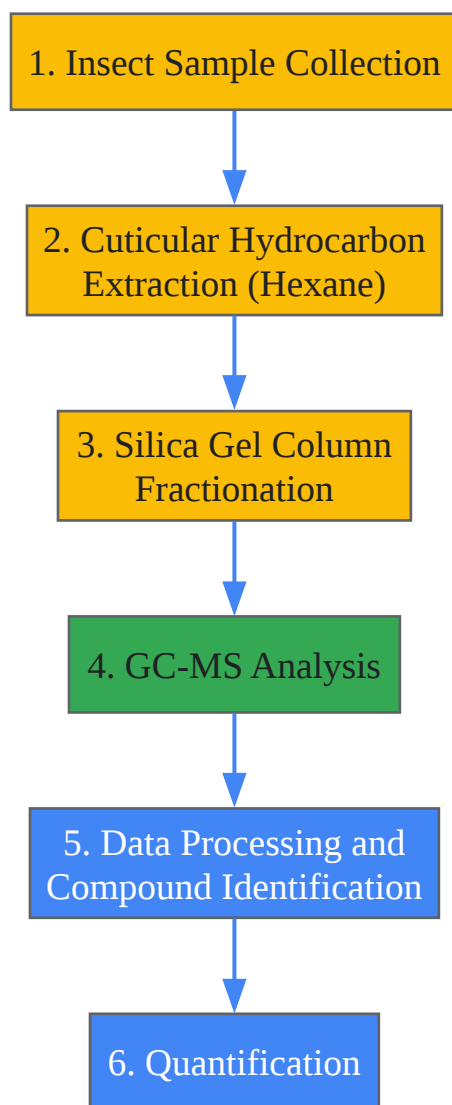 1. Insect Sample Collection
2. Cuticular Hydrocarbon
Extraction (Hexane)
3. Silica Gel Column
Fractionation
4. GC-MS Analysis
5. Data Processing and
Compound Identification
6. Quantification